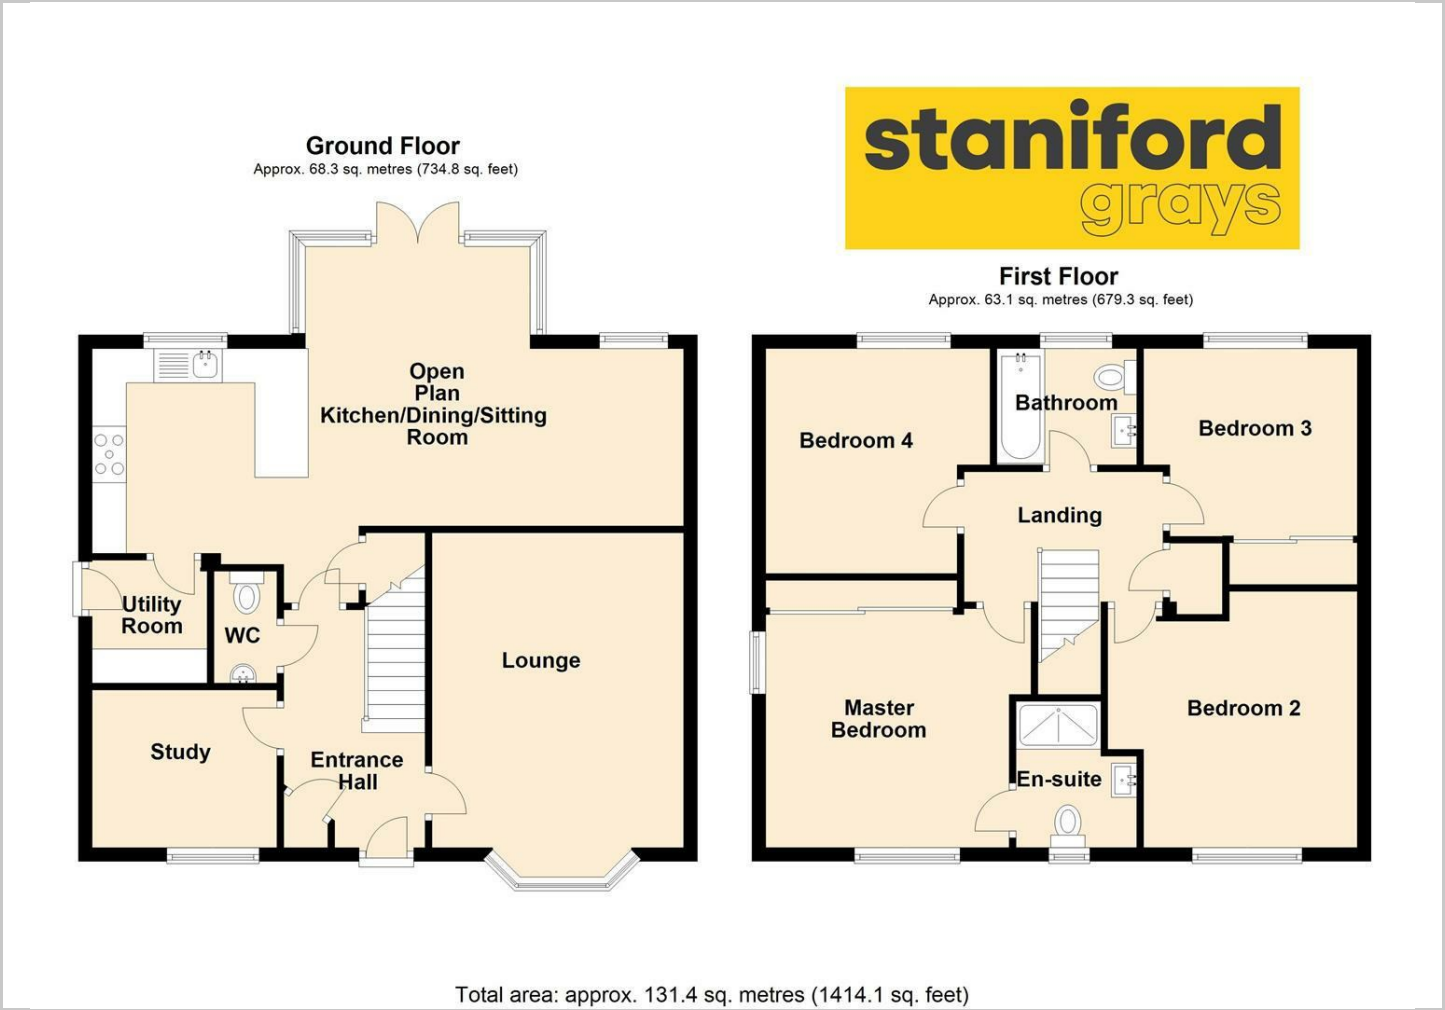 staniford
grays
Ground Floor
Approx. 68.3 sq. metres (734.8 sq. feet)
Open
Plan
Kitchen/Dining/Sitting
Room
Utility
Room
WC
Lounge
Study
Entrance
Hall
First Floor
Approx. 63.1 sq. metres (679.3 sq. feet)
Bathroom
Bedroom 4
Bedroom 3
Landing
Master
Bedroom
Bedroom 2
En-suite
Total area: approx. 131.4 sq. metres (1414.1 sq. feet)